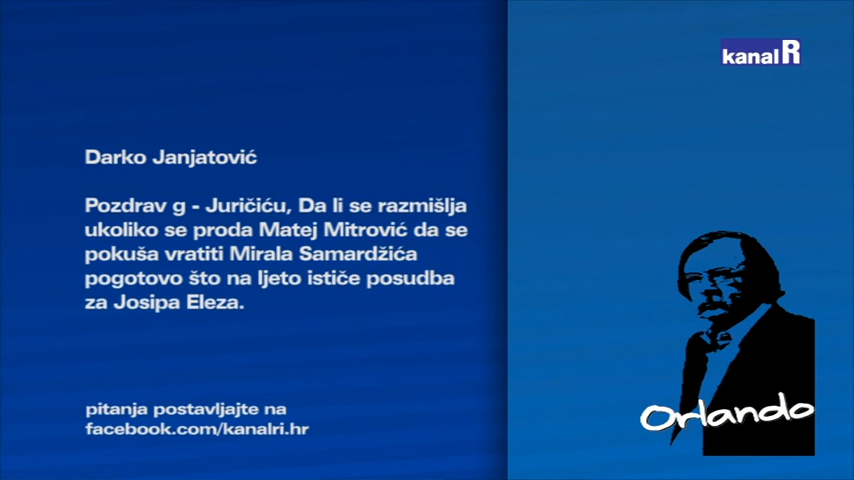 kanal R
Darko Janjatović
Pozdrav g - Juričiću, Da li se razmišlja
ukoliko se proda Matej Mitrović da se
pokuša vratiti Mirala Samardžića
pogotovo što na ljeto ističe posudba
za Josipa Eleza.
pitanja postavljajte na
facebook.com/kanalri.hr
Orlando